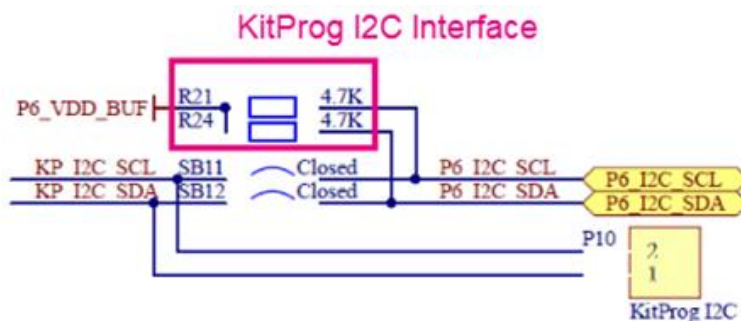 KitProg I2C Interface
P6_VDD_BUF
R21 4.7K
R24 4.7K
KP_I2C_SCL SB11 Closed P6_I2C_SCL P6_I2C_SCL
KP_I2C_SDA SB12 Closed P6_I2C_SDA P6_I2C_SDA
P10
2
1
KitProg I2C